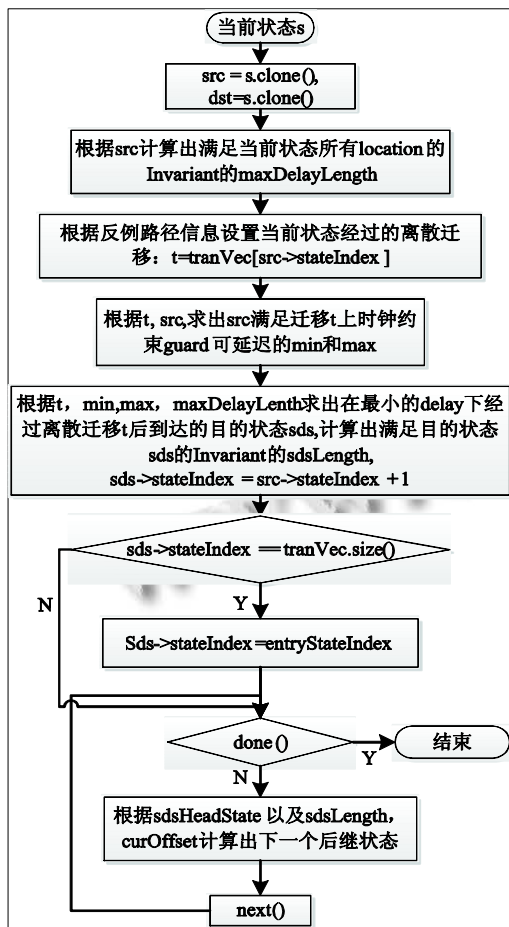 当前状态s
src = s.clone(),
dst=s.clone()
根据src计算出满足当前状态所有location的
Invariant的maxDelayLength
根据反例路径信息设置当前状态经过的离散迁
移：t=tranVec[src->stateIndex ]
根据t, src,求出src满足迁移t上时钟约
束guard可延迟的min和max
根据t，min,max，maxDelayLenth求出在最小的delay下经
过离散迁移t后到达的目的状态sds,计算出满足目的状态
sds的Invariant的sdsLength,
sds->stateIndex = src->stateIndex +1
sds->stateIndex ==tranVec.size()
N
Y
Sds->stateIndex=entryStateIndex
done ()
Y
结束
N
根据sdsHeadState 以及sdsLength，
curOffset计算出下一个后继状态
next()